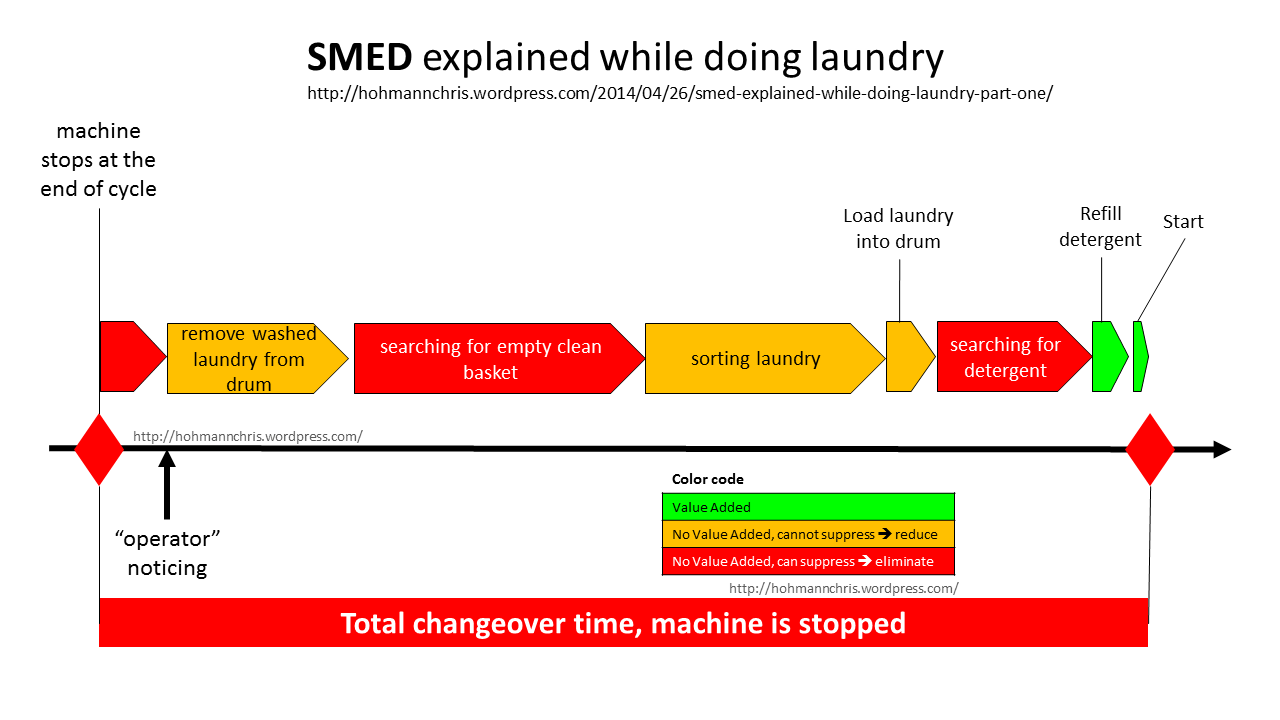 SMED explained while doing laundry
http://hohmannchris.wordpress.com/2014/04/26/smed-explained-while-doing-laundry-part-one/
machine
stops at the
end of cycle
Load laundry
into drum
Refill
detergent
Start
remove washed
laundry from
drum
searching for empty clean
basket
sorting laundry
searching for
detergent
http://hohmannchris.wordpress.com/
“operator”
noticing
Color code
Value Added
No Value Added, cannot suppress 🡺 reduce
No Value Added, can suppress 🡺 eliminate
http://hohmannchris.wordpress.com/
Total changeover time, machine is stopped